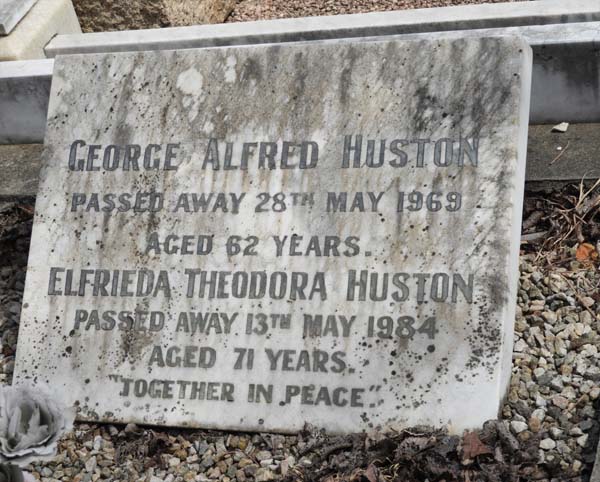 GEORGE ALFRED HUSTON
PASSED AWAY 28TH MAY 1969
AGED 62 YEARS.
ELFRIEDA THEODORA HUSTON
PASSED AWAY 13TH MAY 1984
AGED 71 YEARS.
"TOGETHER IN PEACE"